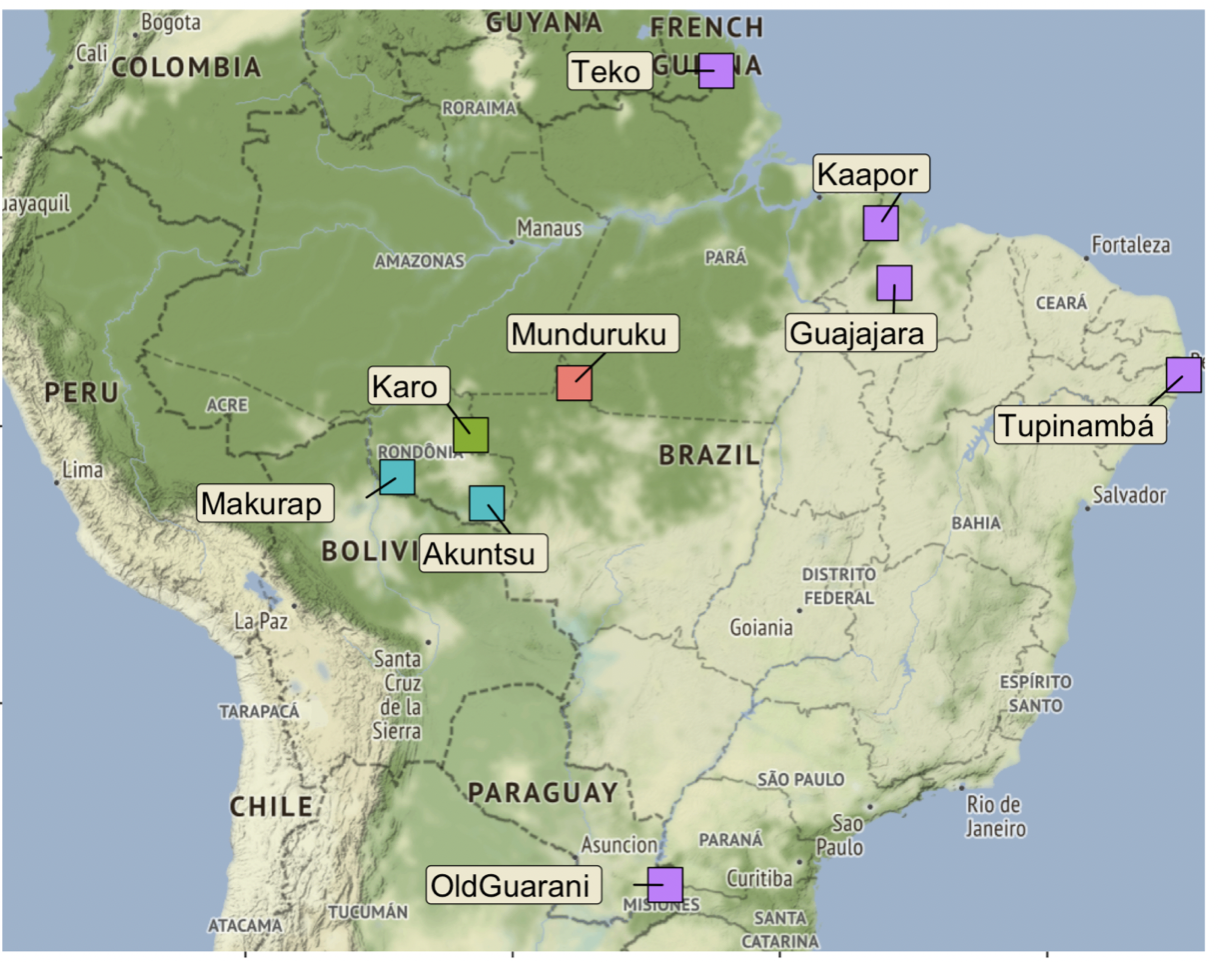 Bogota
GUYANA
FRENCH
Cali
COLOMBIA
Teko
RORAIMA
Kaapor
Manaus
Fortaleza
AMAZONAS
PARÁ
CEARÁ
Munduruku
Guajajara
Karo
PERU
ACRE
Tupinambá
RONDÔNIA
BRAZIL
Lima
Makurap
Salvador
BAHIA
Akuntsu
DISTRITO
FEDERAL
La Paz
Goiania
Santa
Cruz
de la
Sierra
ESPÍRITO
SANTO
TARAPACÁ
SÃO PAULO
PARAGUAY
CHILE
Rio de
Janeiro
Sao
Paulo
Asuncion
PARANÁ
OldGuarani
Curitiba
MISIONES
TUCUMÁN
SANTA
CATARINA
ATACAMA